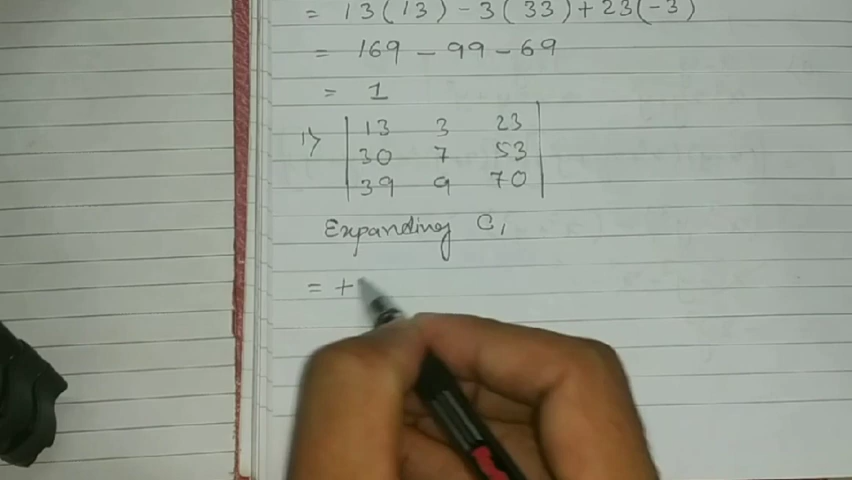 = 13(13) - 3(33) + 23(-3)
= 169 - 99 - 69
= 1
1) | 13 3 23 |
| 30 7 53 |
| 39 9 70 |
Expanding C1
= +